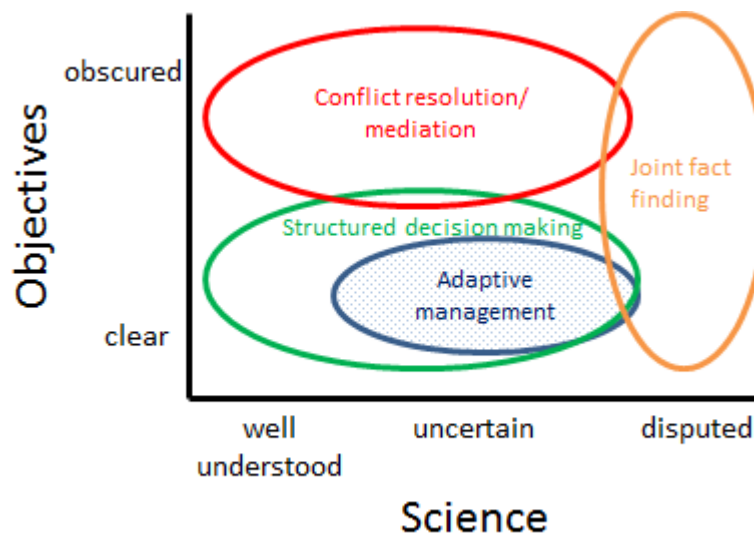 obscured
Objectives
clear
Conflict resolution/
mediation
Joint fact
finding
Structured decision making
Adaptive
management
well
understood
uncertain
disputed
Science